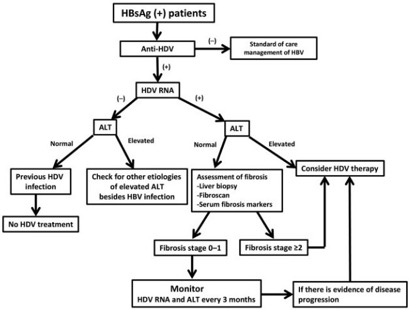 HBsAg (+) patients
Anti-HDV
(−)
Standard of care
management of HBV
(+)
HDV RNA
(−)
(+)
ALT
ALT
Normal
Elevated
Normal
Elevated
Previous HDV
infection
Check for other etiologies
of elevated ALT
besides HBV infection
Assessment of fibrosis
-Liver biopsy
-Fibroscan
-Serum fibrosis markers
Consider HDV therapy
No HDV treatment
Fibrosis stage 0–1
Fibrosis stage ≥2
Monitor
HDV RNA and ALT every 3 months
If there is evidence of disease
progression